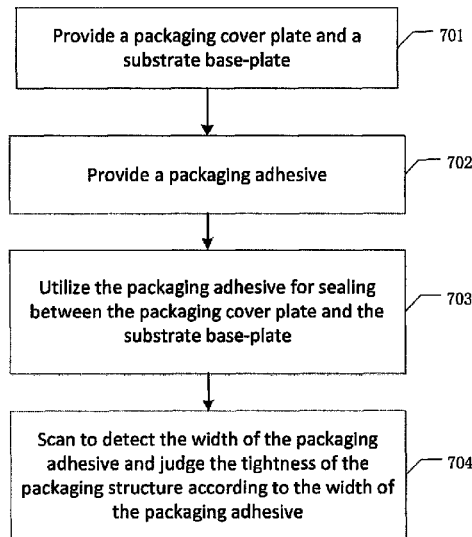 Provide a packaging cover plate and a
substrate base-plate
701
Provide a packaging adhesive
702
Utilize the packaging adhesive for sealing
between the packaging cover plate and the
substrate base-plate
703
Scan to detect the width of the packaging
adhesive and judge the tightness of the
packaging structure according to the width of
the packaging adhesive
704